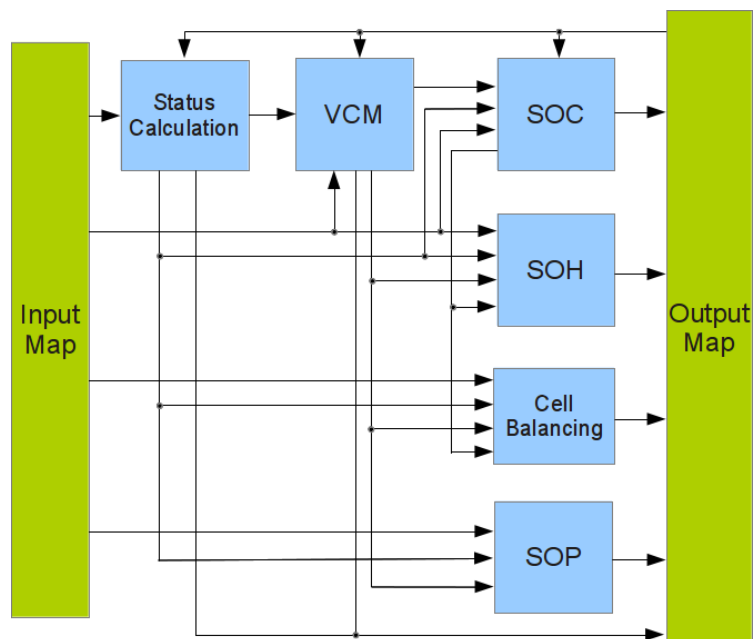 Input
Map
Status
Calculation
VCM
SOC
SOH
Cell
Balancing
SOP
Output
Map